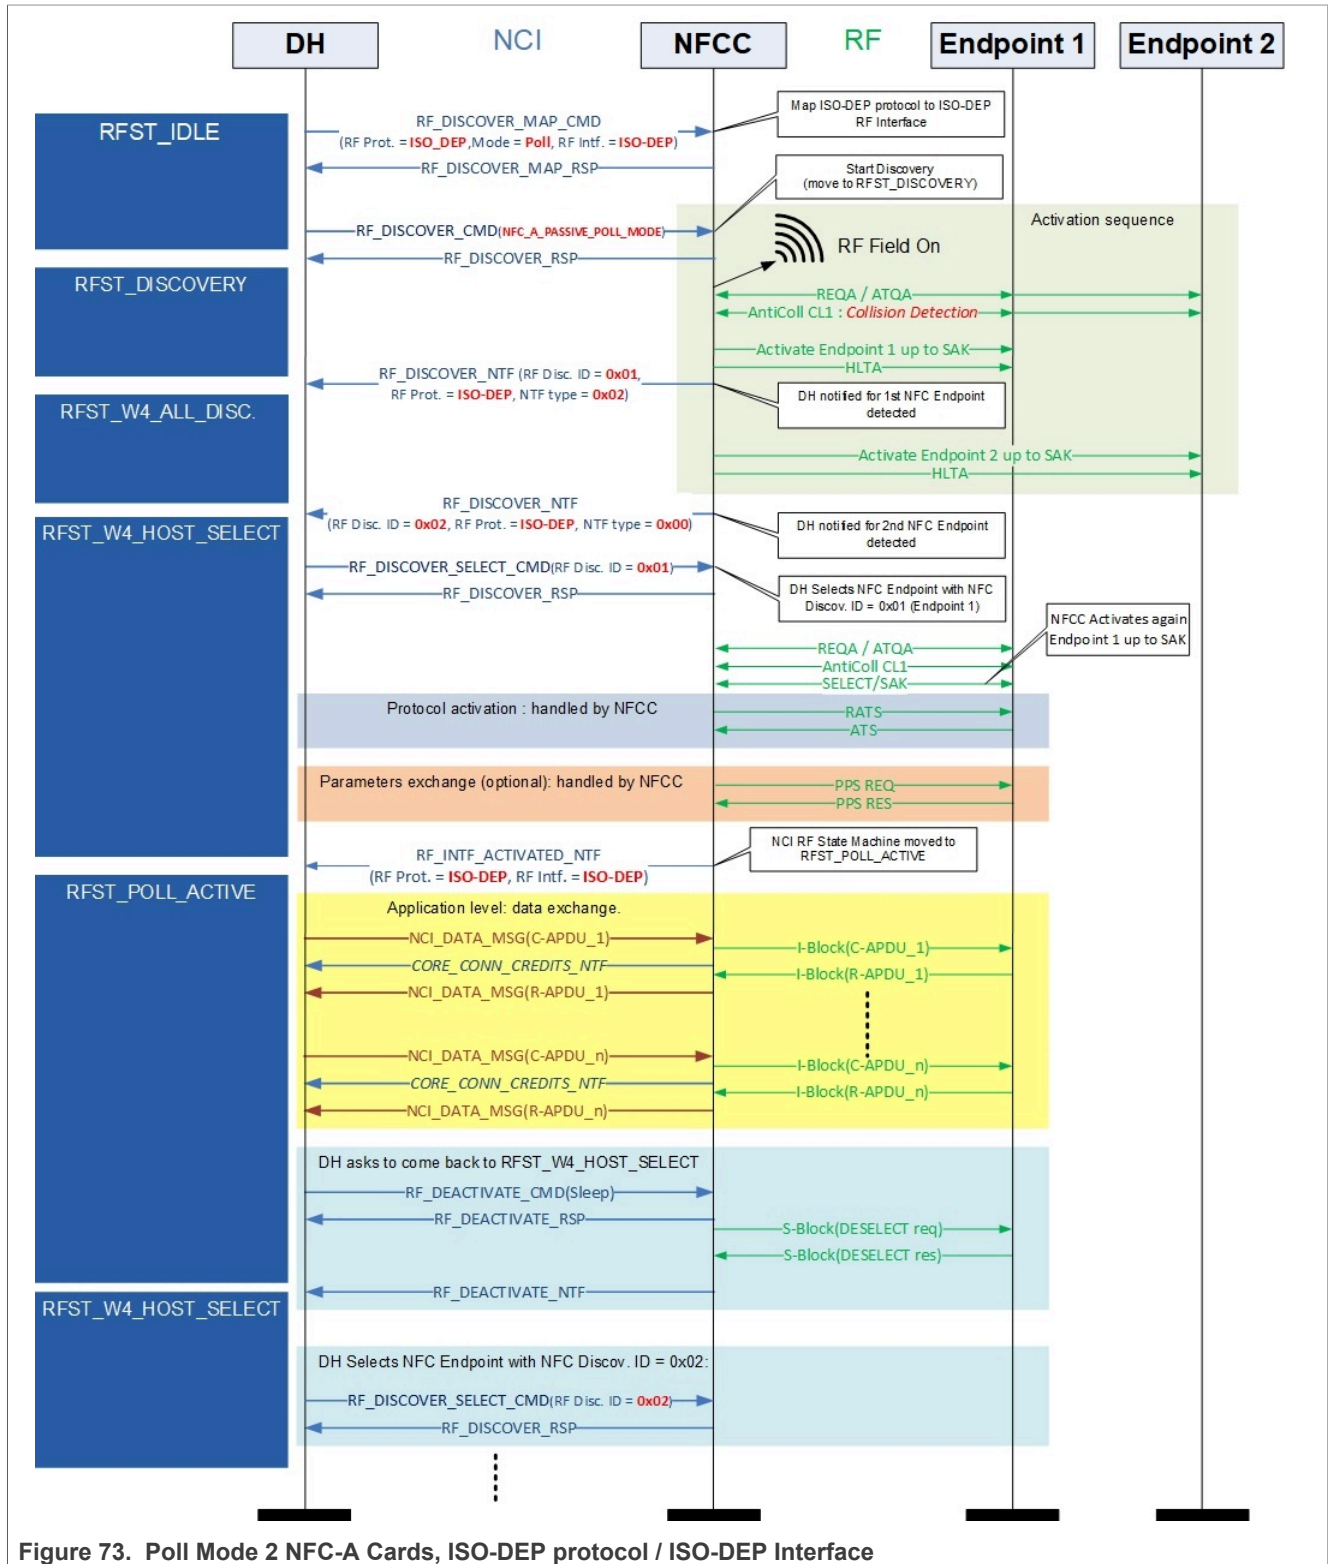 DH
NCI
NFCC
RF
Endpoint 1
Endpoint 2
RFST_IDLE
RF_DISCOVER_MAP_CMD
(RF Prot. = ISO_DEP,Mode = Poll, RF Intf. = ISO-DEP)
Map ISO-DEP protocol to ISO-DEP
RF Interface
RF_DISCOVER_MAP_RSP
Start Discovery
(move to RFST_DISCOVERY)
Activation sequence
RF_DISCOVER_CMD(NFC_A_PASSIVE_POLL_MODE)
RF Field On
RF_DISCOVER_RSP
RFST_DISCOVERY
REQA / ATQA
AntiColl CL1 : Collision Detection
Activate Endpoint 1 up to SAK
HLTA
RF_DISCOVER_NTF (RF Disc. ID = 0x01,
RF Prot. = ISO-DEP, NTF type = 0x02)
DH notified for 1st NFC Endpoint
detected
RFST_W4_ALL_DISC.
Activate Endpoint 2 up to SAK
HLTA
RF_DISCOVER_NTF
(RF Disc. ID = 0x02, RF Prot. = ISO-DEP, NTF type = 0x00)
DH notified for 2nd NFC Endpoint
detected
RFST_W4_HOST_SELECT
RF_DISCOVER_SELECT_CMD(RF Disc. ID = 0x01)
RF_DISCOVER_RSP
DH Selects NFC Endpoint with NFC
Discov. ID = 0x01 (Endpoint 1)
NFCC Activates again
Endpoint 1 up to SAK
REQA / ATQA
AntiColl CL1
SELECT/SAK
Protocol activation : handled by NFCC
RATS
ATS
Parameters exchange (optional): handled by NFCC
PPS REQ
PPS RES
NCI RF State Machine moved to
RFST_POLL_ACTIVE
RF_INTF_ACTIVATED_NTF
(RF Prot. = ISO-DEP, RF Intf. = ISO-DEP)
RFST_POLL_ACTIVE
Application level: data exchange.
NCI_DATA_MSG(C-APDU_1)
I-Block(C-APDU_1)
CORE_CONN_CREDITS_NTF
I-Block(R-APDU_1)
NCI_DATA_MSG(R-APDU_1)
NCI_DATA_MSG(C-APDU_n)
I-Block(C-APDU_n)
CORE_CONN_CREDITS_NTF
I-Block(R-APDU_n)
NCI_DATA_MSG(R-APDU_n)
DH asks to come back to RFST_W4_HOST_SELECT
RF_DEACTIVATE_CMD(Sleep)
RF_DEACTIVATE_RSP
S-Block(DESELECT req)
S-Block(DESELECT res)
RF_DEACTIVATE_NTF
RFST_W4_HOST_SELECT
DH Selects NFC Endpoint with NFC Discov. ID = 0x02:
RF_DISCOVER_SELECT_CMD(RF Disc. ID = 0x02)
RF_DISCOVER_RSP
Figure 73. Poll Mode 2 NFC-A Cards, ISO-DEP protocol / ISO-DEP Interface